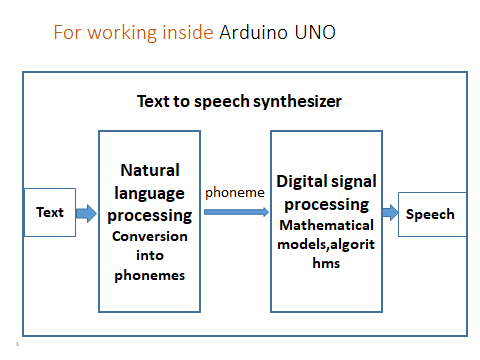 For working inside Arduino UNO
Text to speech synthesizer
Text
Natural
language
processing
Conversion
into
phonemes
phoneme
Digital signal
processing
Mathematical
models,algorit
hms
Speech